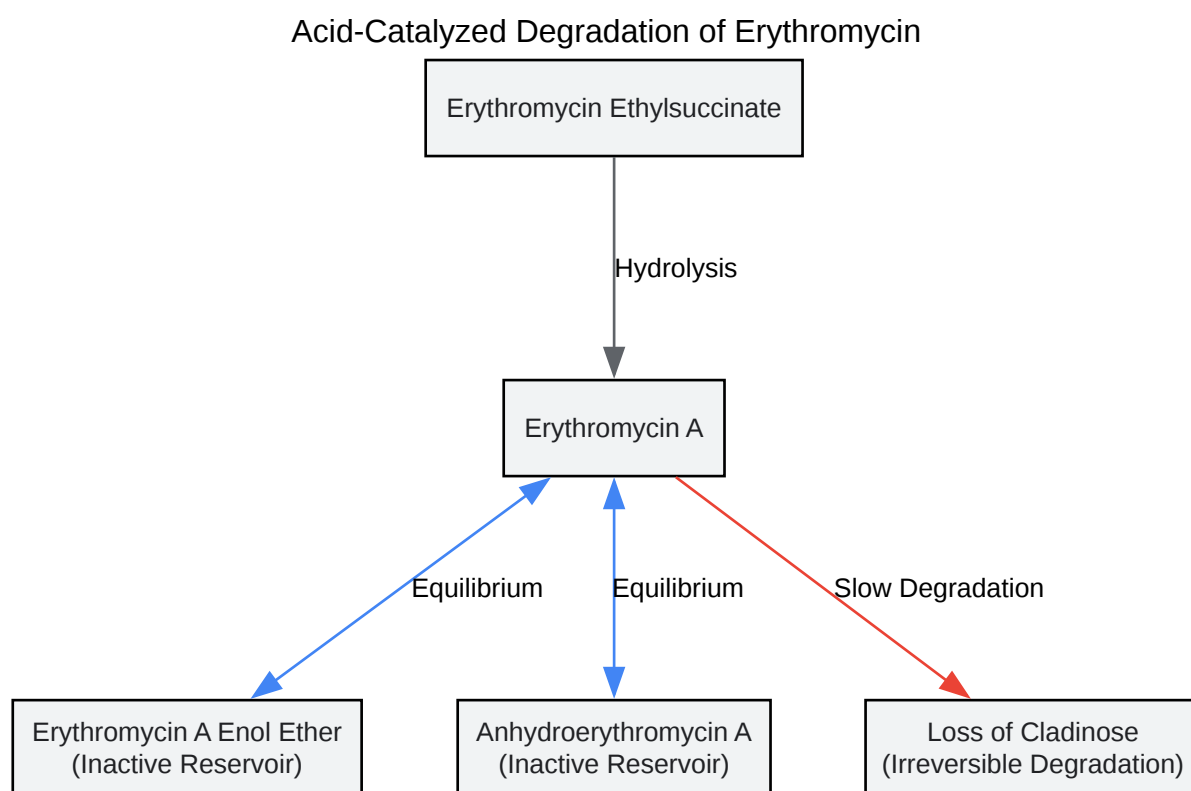 Acid-Catalyzed Degradation of Erythromycin
Erythromycin Ethylsuccinate
Hydrolysis
Erythromycin A
Equilibrium
Equilibrium
Slow Degradation
Erythromycin A Enol Ether
(Inactive Reservoir)
Anhydroerythromycin A
(Inactive Reservoir)
Loss of Cladinose
(Irreversible Degradation)